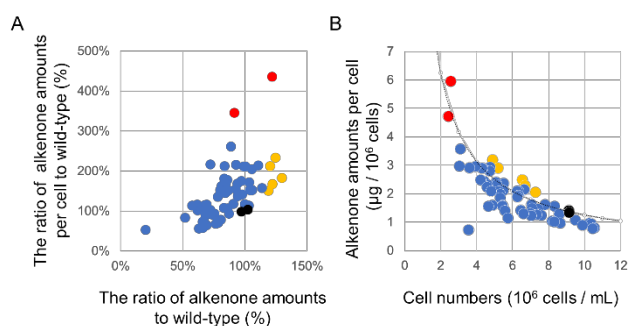 A
The ratio of alkenone amounts
per cell to wild-type (%)
500%
400%
300%
200%
100%
0%
0% 50% 100% 150%
The ratio of alkenone amounts
to wild-type (%)
B
Alkenone amounts per cell
(µg / 10⁶ cells)
7
6
5
4
3
2
1
0
0 2 4 6 8 10 12
Cell numbers (10⁶ cells / mL)